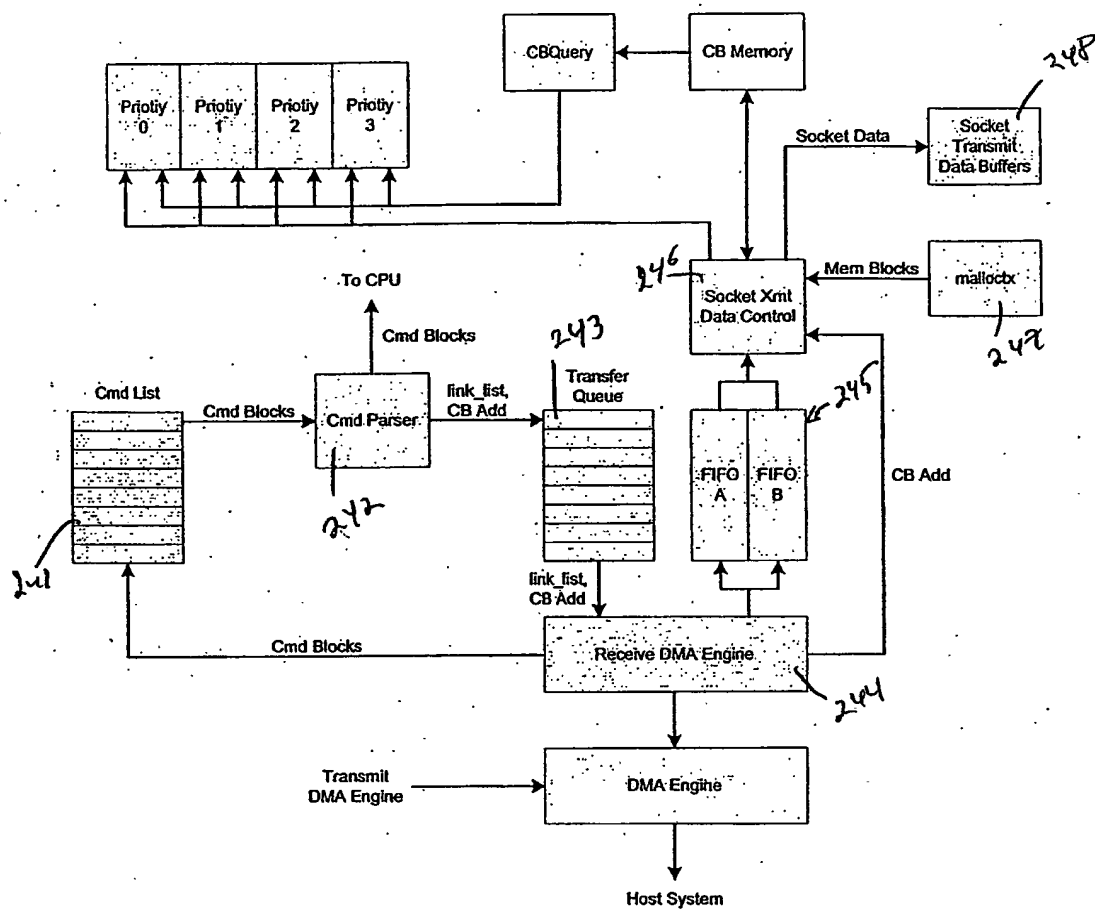 CBQuery
CB Memory
248
Priotiy
0
Priotiy
1
Priotiy
2
Priotiy
3
Socket Data
Socket
Transmit
Data Buffers
246
To CPU
Mem Blocks
malloctx
Socket Xmt
Data Control
243
247
Cmd Blocks
Cmd List
link_list,
CB Add
Transfer
Queue
245
Cmd Blocks
Cmd Parser
FIFO
A
FIFO
B
CB Add
242
241
link_list,
CB Add
Cmd Blocks
Receive DMA Engine
244
Transmit
DMA Engine
DMA Engine
Host System